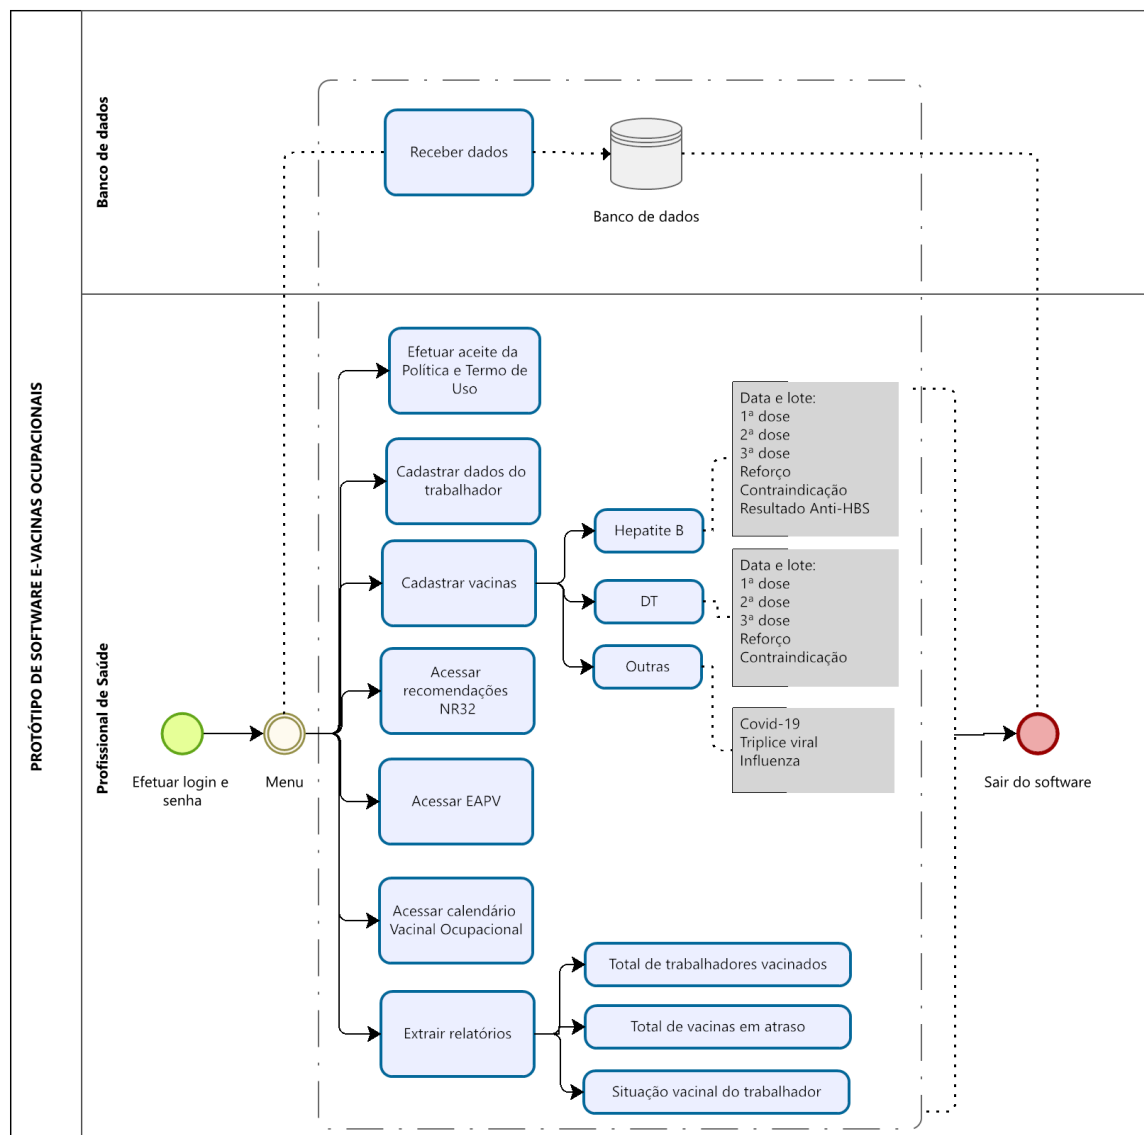 PROTÓTIPO DE SOFTWARE E-VACINAS OCUPACIONAIS
Banco de dados
Receber dados
Banco de dados
Profissional de Saúde
Efetuar login e
senha
Menu
Efetuar aceite da
Política e Termo de
Uso
Cadastrar dados do
trabalhador
Cadastrar vacinas
Hepatite B
DT
Outras
Data e lote:
1ª dose
2ª dose
3ª dose
Reforço
Contraindicação
Resultado Anti-HBS
Data e lote:
1ª dose
2ª dose
3ª dose
Reforço
Contraindicação
Covid-19
Triplice viral
Influenza
Acessar
recomendações
NR32
Acessar EAPV
Acessar calendário
Vacinal Ocupacional
Extrair relatórios
Total de trabalhadores vacinados
Total de vacinas em atraso
Situação vacinal do trabalhador
Sair do software